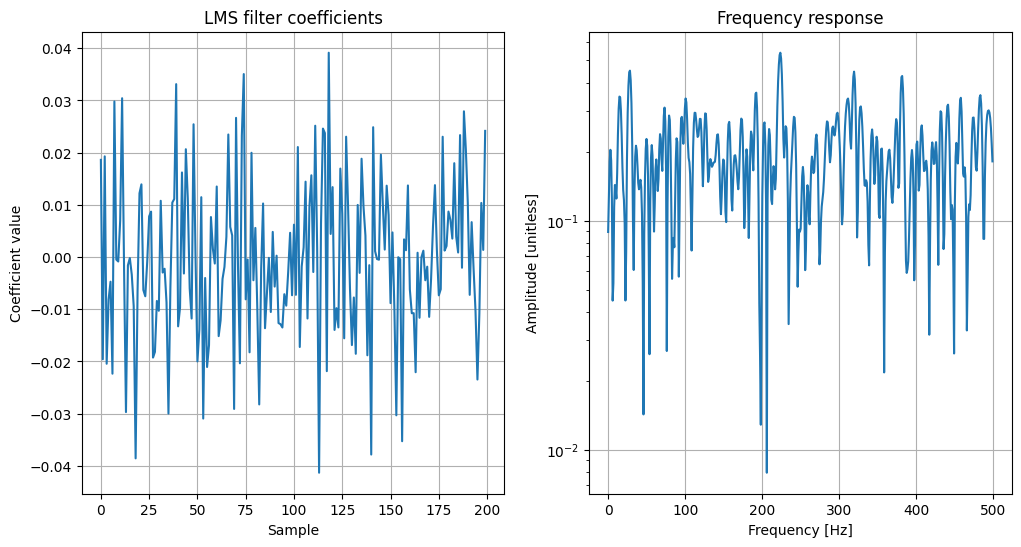 LMS filter coefficients
Coefficient value
0.04
0.03
0.02
0.01
0.00
−0.01
−0.02
−0.03
−0.04
0 25 50 75 100 125 150 175 200
Sample
Frequency response
Amplitude [unitless]
10⁻¹
10⁻²
0 100 200 300 400 500
Frequency [Hz]